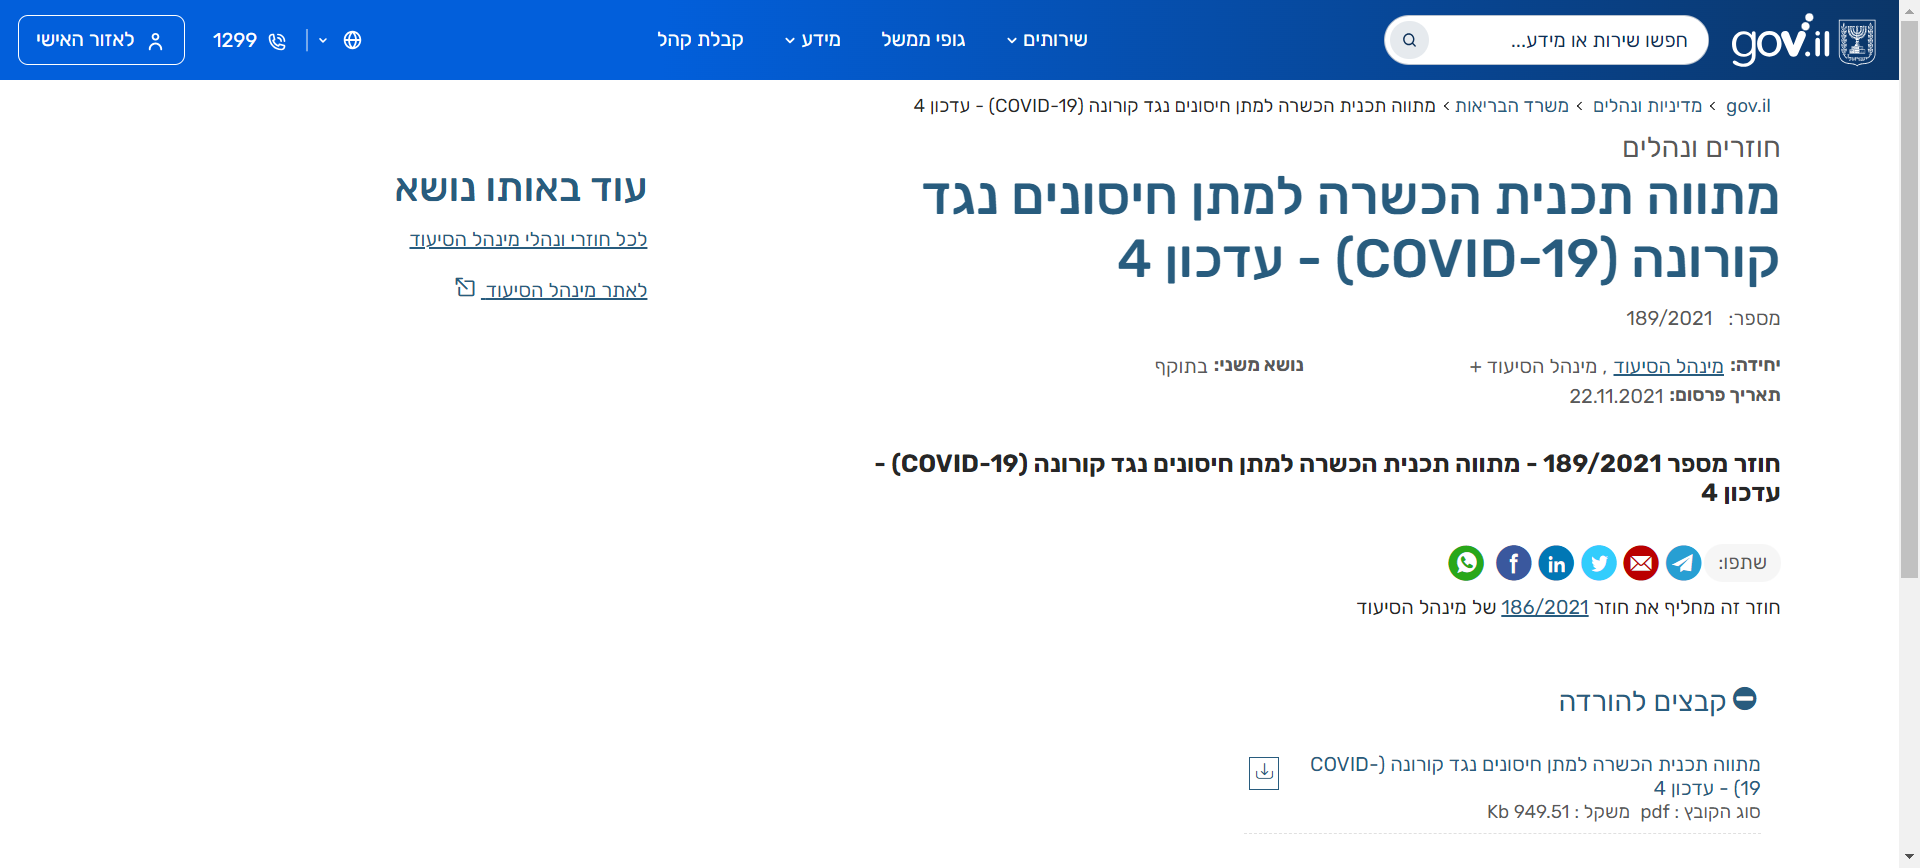 gov.il
חפשו שירות או מידע...
שירותים
גופי ממשל
מידע
קבלת קהל
1299
לאזור האישי
gov.il › מדיניות ונהלים › משרד הבריאות › מתווה תכנית הכשרה למתן חיסונים נגד קורונה (COVID-19) - עדכון 4
חוזרים ונהלים
מתווה תכנית הכשרה למתן חיסונים נגד
קורונה (COVID-19) - עדכון 4
מספר: 189/2021
יחידה: מינהל הסיעוד , מינהל הסיעוד +
נושא משני: בתוקף
תאריך פרסום: 22.11.2021
חוזר מספר 189/2021 - מתווה תכנית הכשרה למתן חיסונים נגד קורונה (COVID-19) -
עדכון 4
שתפו:
חוזר זה מחליף את חוזר 186/2021 של מינהל הסיעוד
קבצים להורדה
מתווה תכנית הכשרה למתן חיסונים נגד קורונה (COVID-
19) - עדכון 4
סוג הקובץ : pdf משקל : 949.51 Kb
עוד באותו נושא
לכל חוזרי ונהלי מינהל הסיעוד
לאתר מינהל הסיעוד